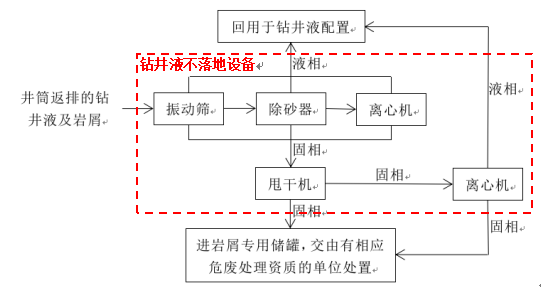 回用于钻井液配置
钻井液不落地设备
液相
液相
井筒返排的钻
井液及岩屑
振动筛
除砂器
离心机
固相
甩干机
固相
离心机
固相
固相
进岩屑专用储罐，交由有相应
危废处理资质的单位处置